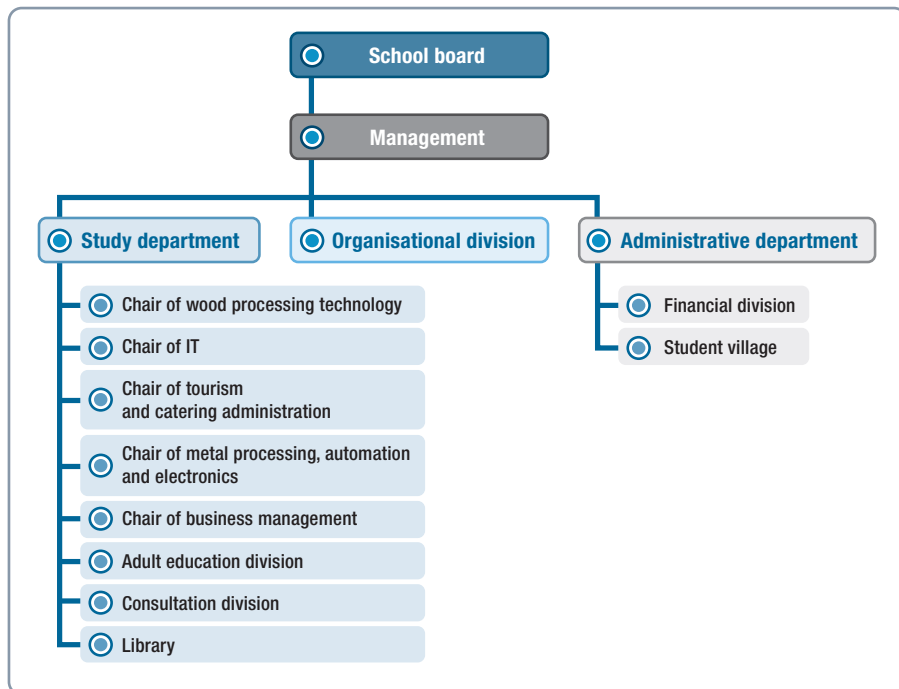 School board
Management
Study department
Organisational division
Administrative department
Chair of wood processing technology
Chair of IT
Chair of tourism
and catering administration
Chair of metal processing, automation
and electronics
Chair of business management
Adult education division
Consultation division
Library
Financial division
Student village